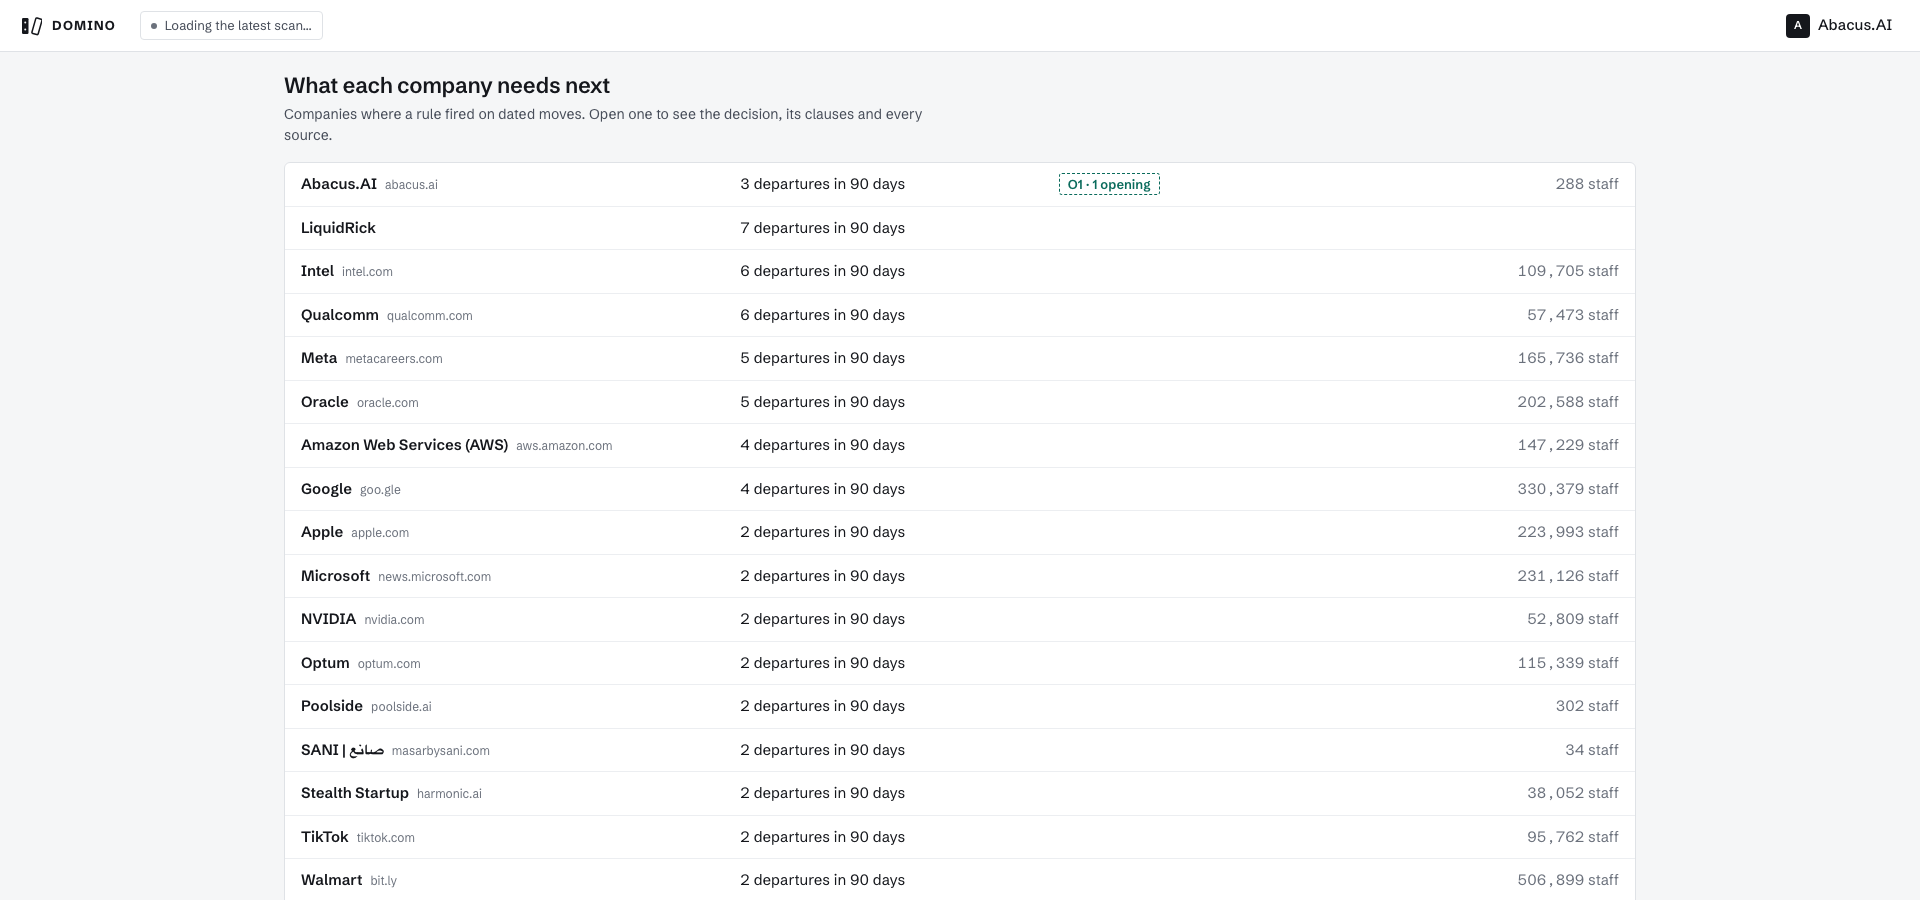 DOMINO
Loading the latest scan...
A
Abacus.AI
What each company needs next
Companies where a rule fired on dated moves. Open one to see the decision, its clauses and every
source.
Abacus.AI abacus.ai 3 departures in 90 days O1 · 1 opening 288 staff
LiquidRick 7 departures in 90 days
Intel intel.com 6 departures in 90 days 109,705 staff
Qualcomm qualcomm.com 6 departures in 90 days 57,473 staff
Meta metacareers.com 5 departures in 90 days 165,736 staff
Oracle oracle.com 5 departures in 90 days 202,588 staff
Amazon Web Services (AWS) aws.amazon.com 4 departures in 90 days 147,229 staff
Google goo.gle 4 departures in 90 days 330,379 staff
Apple apple.com 2 departures in 90 days 223,993 staff
Microsoft news.microsoft.com 2 departures in 90 days 231,126 staff
NVIDIA nvidia.com 2 departures in 90 days 52,809 staff
Optum optum.com 2 departures in 90 days 115,339 staff
Poolside poolside.ai 2 departures in 90 days 302 staff
SANI | صانع masarbysani.com 2 departures in 90 days 34 staff
Stealth Startup harmonic.ai 2 departures in 90 days 38,052 staff
TikTok tiktok.com 2 departures in 90 days 95,762 staff
Walmart bit.ly 2 departures in 90 days 506,899 staff